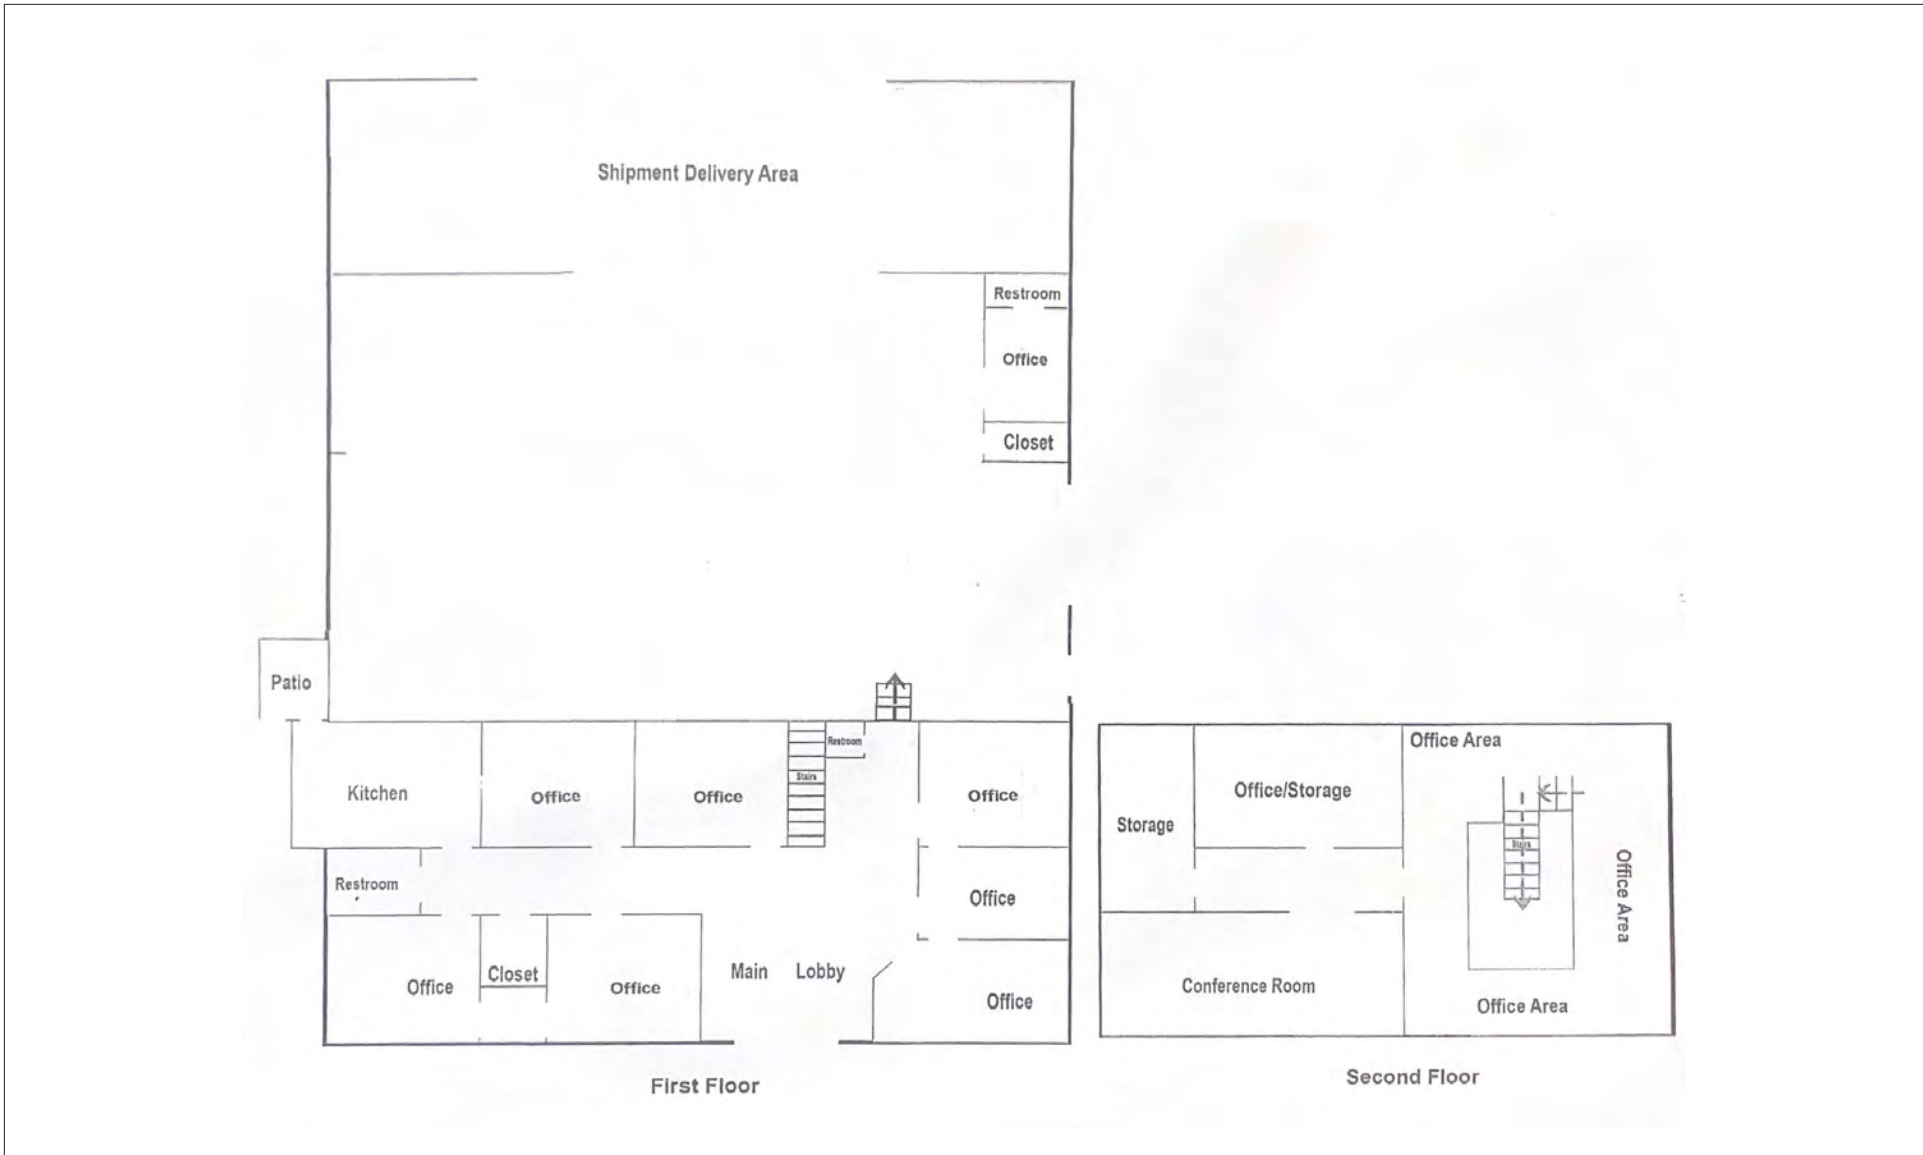 Shipment Delivery Area
Restroom
Office
Closet
Patio
Restroom
Kitchen
Office
Office
Stairs
Office
Restroom
Office
Office
Closet
Office
Main Lobby
Office
First Floor
Office Area
Office/Storage
Storage
Stairs
Office Area
Conference Room
Office Area
Second Floor